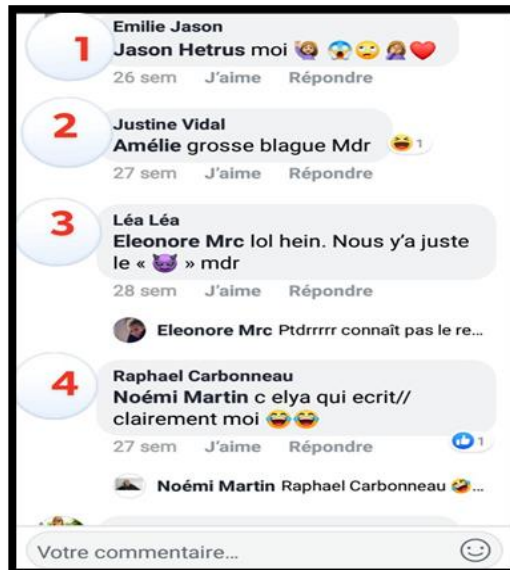 1
Emilie Jason
Jason Hetrus moi 🙋🏼‍♀️ 😱🙄🤦🏼‍♀️❤️
26 sem J'aime Répondre
2
Justine Vidal
Amélie grosse blague Mdr 😆 1
27 sem J'aime Répondre
3
Léa Léa
Eleonore Mrc lol hein. Nous y'a juste
le « 😈 » mdr
28 sem J'aime Répondre
Eleonore Mrc Ptdrrrrr connaît pas le re...
4
Raphael Carbonneau
Noémi Martin c elya qui ecrit//
clairement moi 😂😂
27 sem J'aime Répondre 👍 1
Noémi Martin Raphael Carbonneau 🤣...
Votre commentaire...